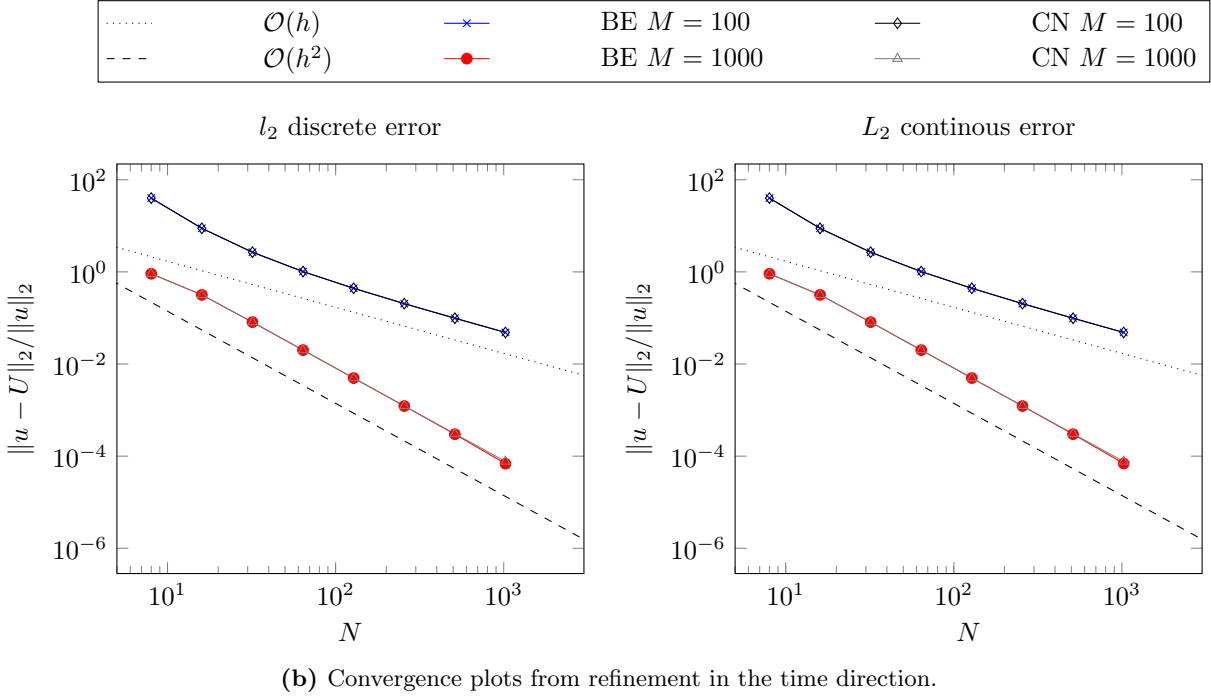 O(h) BE M = 100 CN M = 100
O(h²) BE M = 1000 CN M = 1000
l₂ discrete error
10² 10⁰ 10⁻² 10⁻⁴ 10⁻⁶
‖u − U‖₂/‖u‖₂
10¹ 10² 10³
N
L₂ continous error
10² 10⁰ 10⁻² 10⁻⁴ 10⁻⁶
‖u − U‖₂/‖u‖₂
10¹ 10² 10³
N
(b) Convergence plots from refinement in the time direction.